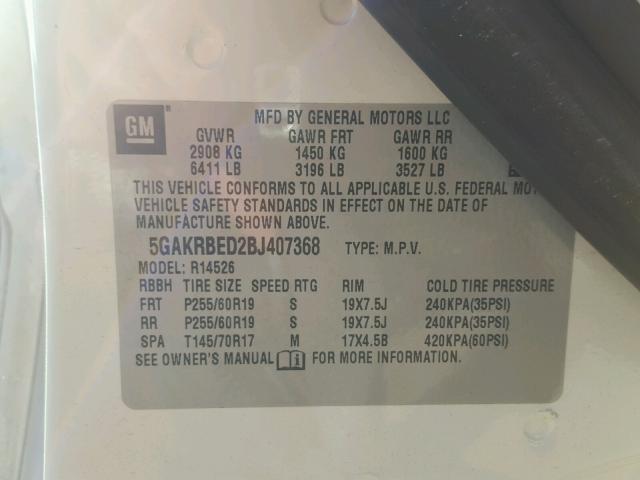 GM
MFD BY GENERAL MOTORS LLC
GVWR GAWR FRT GAWR RR
2908 KG 1450 KG 1600 KG
6411 LB 3196 LB 3527 LB
THIS VEHICLE CONFORMS TO ALL APPLICABLE U.S. FEDERAL
VEHICLE SAFETY STANDARDS IN EFFECT ON THE DATE OF
MANUFACTURE SHOWN ABOVE.
5GAKRBED2BJ407368 TYPE: M.P.V.
MODEL: R14526
RBBH TIRE SIZE SPEED RTG RIM COLD TIRE PRESSURE
FRT P255/60R19 S 19X7.5J 240KPA(35PSI)
RR P255/60R19 S 19X7.5J 240KPA(35PSI)
SPA T145/70R17 M 17X4.5B 420KPA(60PSI)
SEE OWNER'S MANUAL FOR MORE INFORMATION.